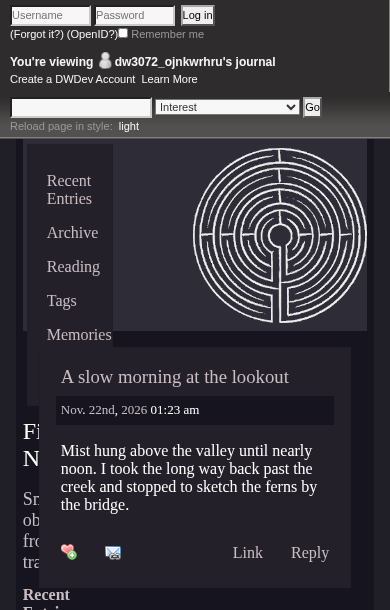 Username Password Log in
(Forgot it?) (OpenID?) Remember me
You're viewing dw3072_ojnkwrhru's journal
Create a DWDev Account Learn More
Interest Go
Reload page in style: light
Recent
Entries
Archive
Reading
Tags
Memories
A slow morning at the lookout
Nov. 22nd, 2026 01:23 am
Mist hung above the valley until nearly
noon. I took the long way back past the
creek and stopped to sketch the ferns by
the bridge.
Link Reply
Recent